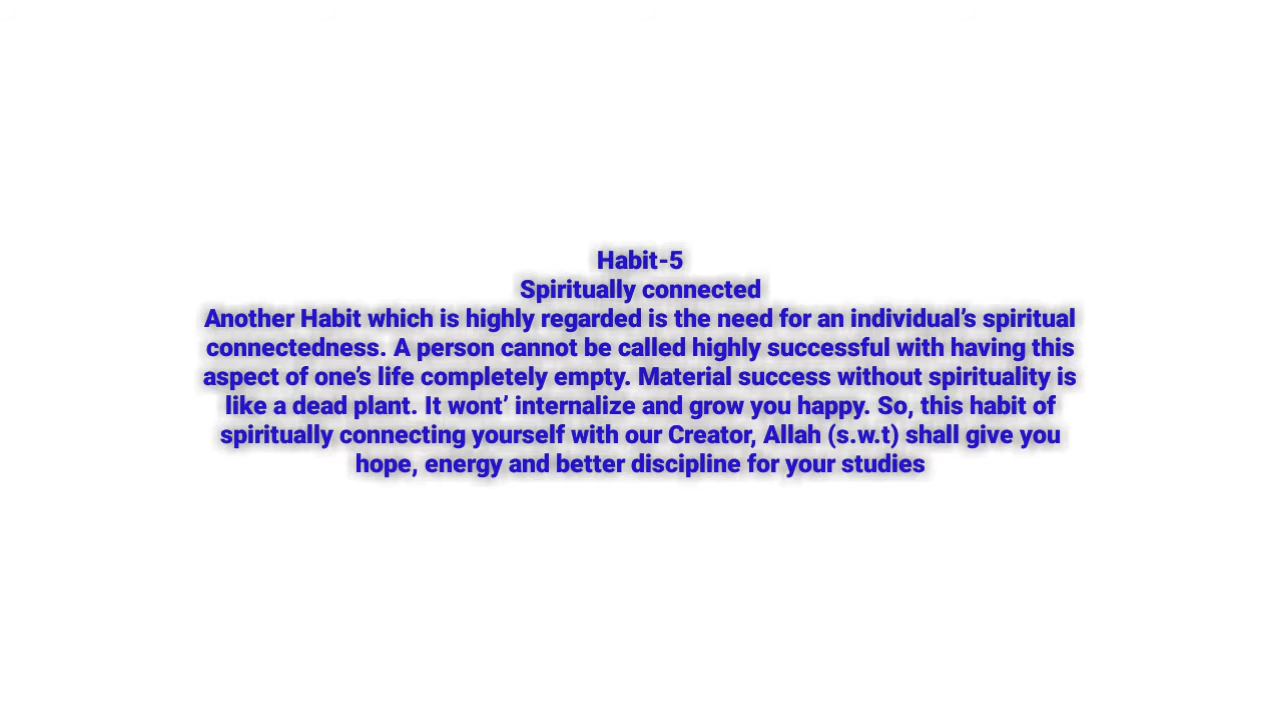 Habit-5
Spiritually connected
Another Habit which is highly regarded is the need for an individual’s spiritual
connectedness. A person cannot be called highly successful with having this
aspect of one’s life completely empty. Material success without spirituality is
like a dead plant. It wont’ internalize and grow you happy. So, this habit of
spiritually connecting yourself with our Creator, Allah (s.w.t) shall give you
hope, energy and better discipline for your studies